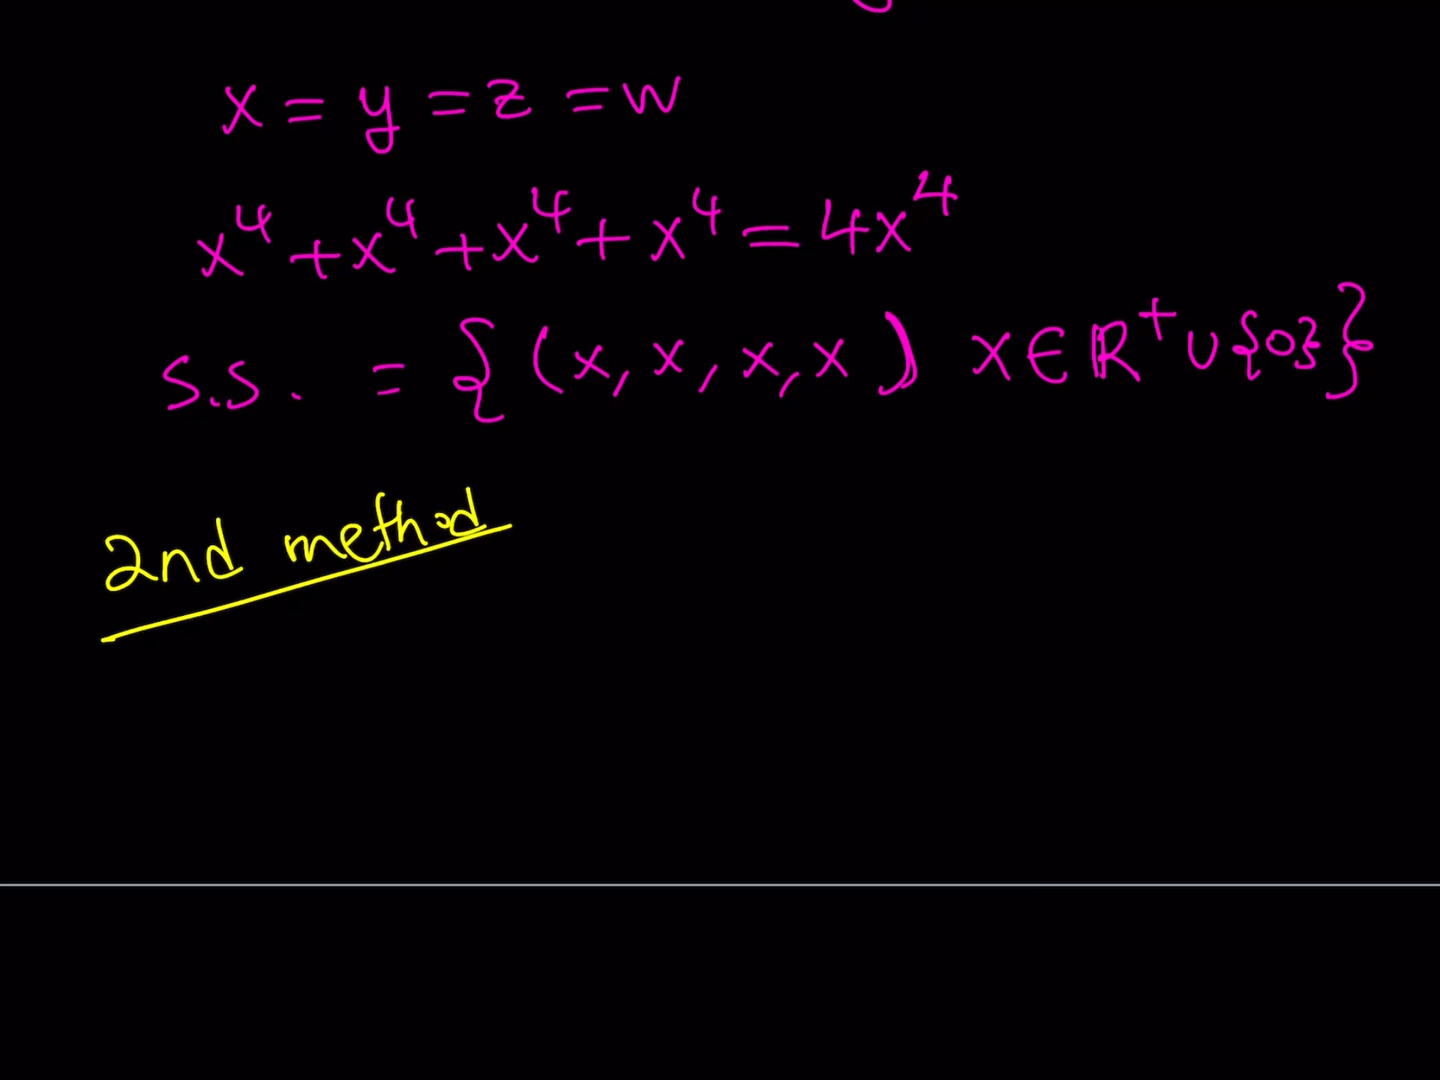 x = y = z = w
x⁴ + x⁴ + x⁴ + x⁴ = 4x⁴
S.S. = { (x, x, x, x) x ∈ ℝ⁺ ∪ {0} }
2nd method